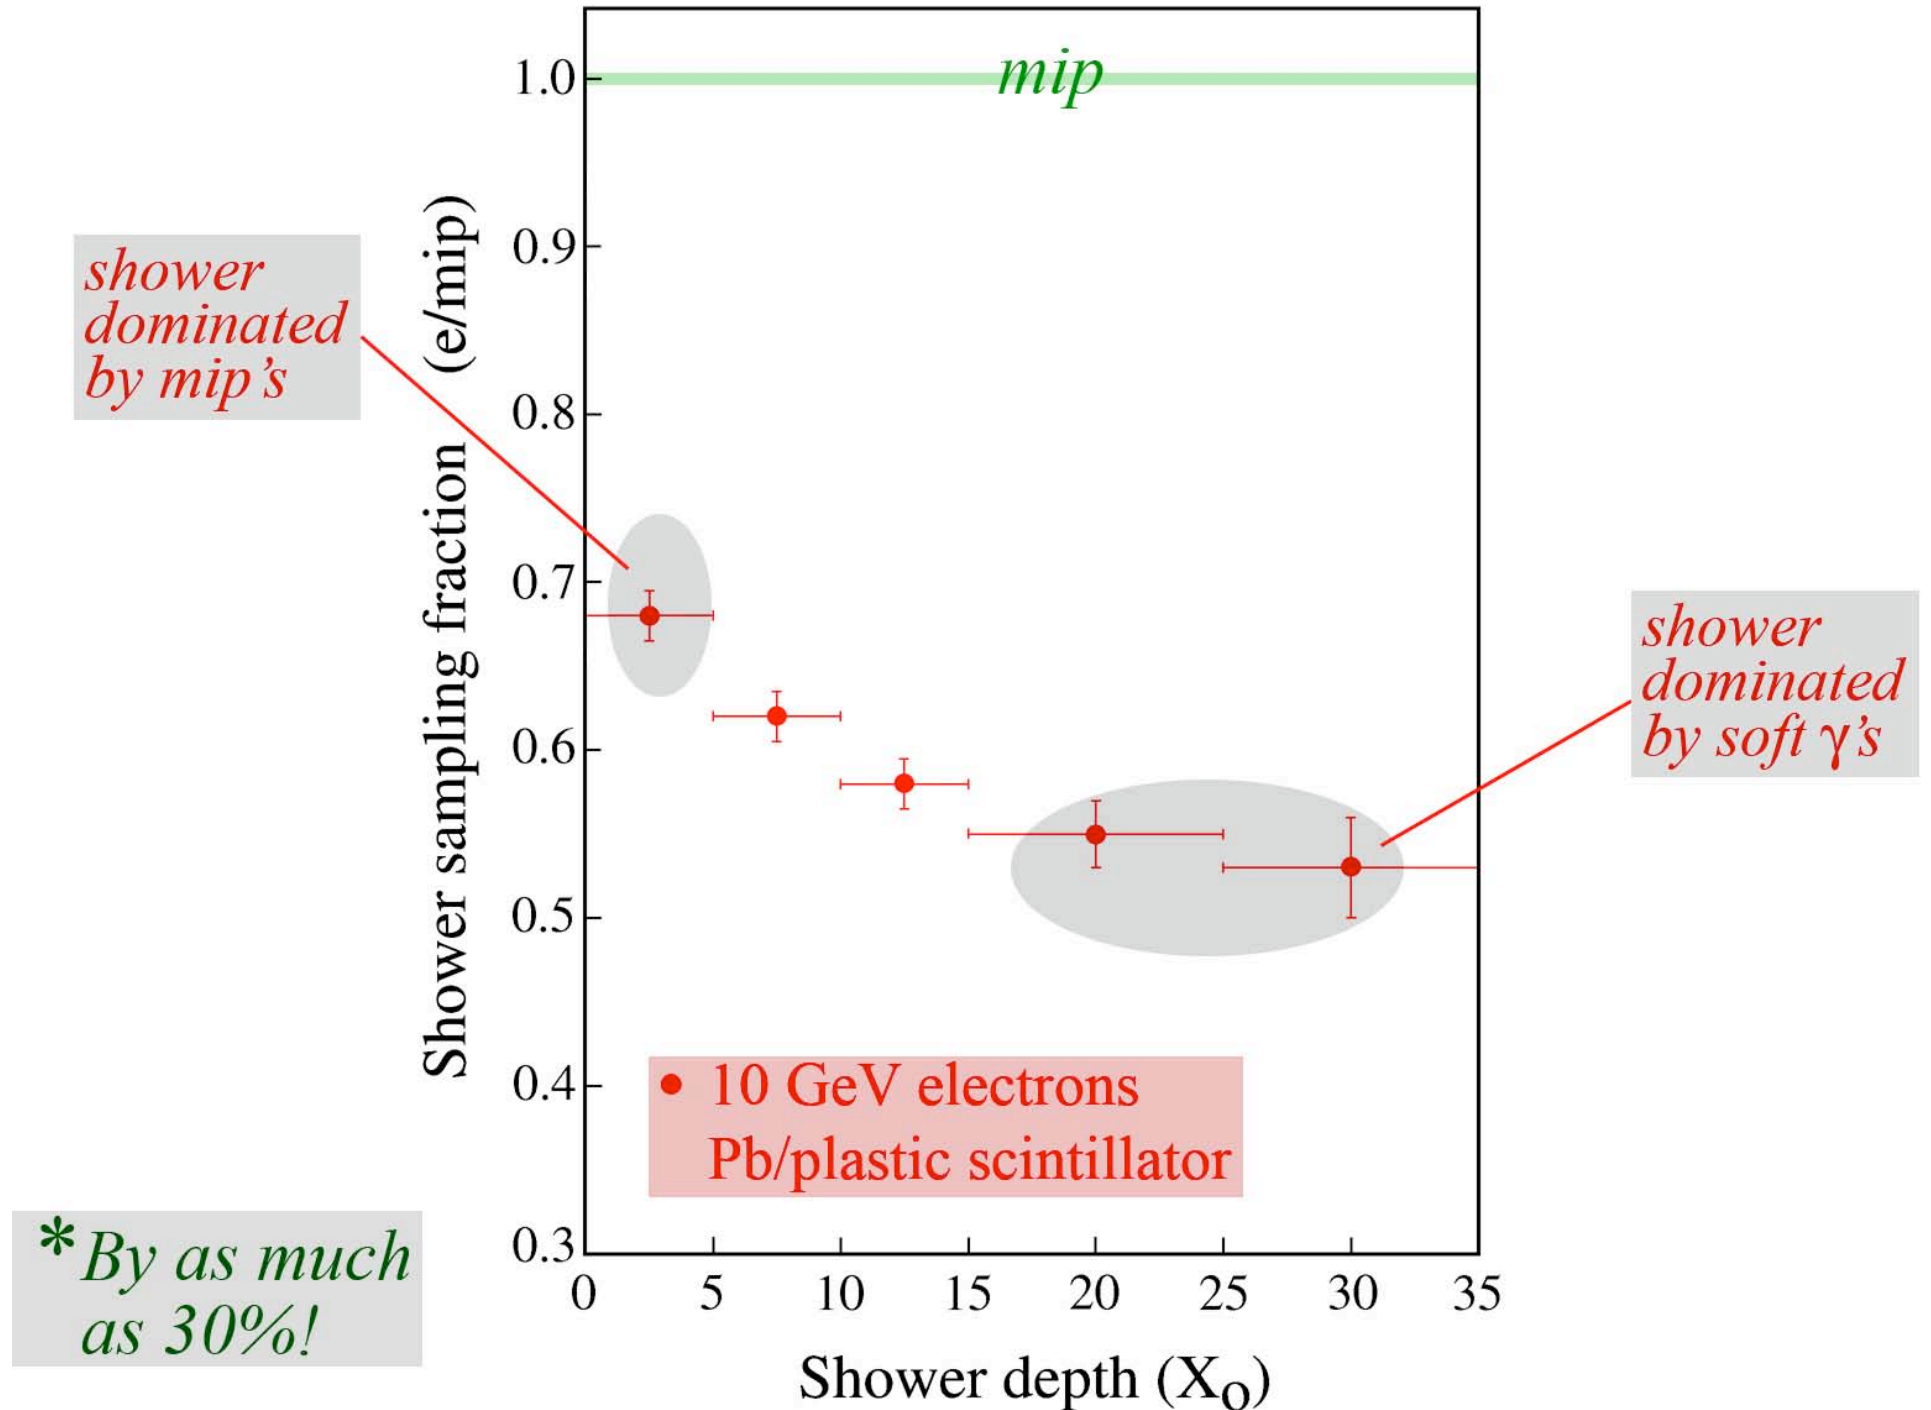 mip
1.0
0.9
0.8
0.7
0.6
0.5
0.4
0.3
Shower sampling fraction (e/mip)
shower
dominated
by mip's
shower
dominated
by soft γ's
10 GeV electrons
Pb/plastic scintillator
*By as much
as 30%!
0 5 10 15 20 25 30 35
Shower depth (X₀)